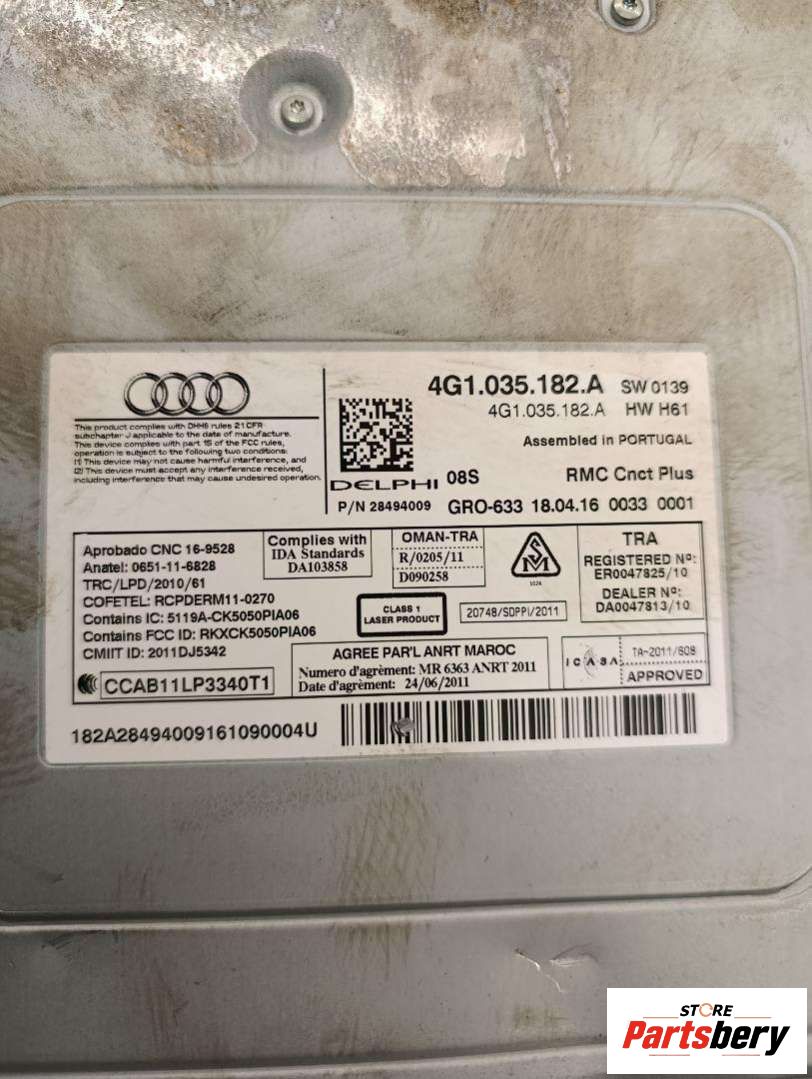 This product complies with DHHS rules 21 CFR
subchapter J applicable to the date of manufacture.
This device complies with part 15 of the FCC rules,
operation is subject to the following two conditions:
(1) This device may not cause harmful interference, and
(2) This device must accept any interference received,
including interference that may cause undesired operation.
DELPHI 08S
P/N 28494009
4G1.035.182.A SW 0139
4G1.035.182.A HW H61
Assembled in PORTUGAL
RMC Cnct Plus
GRO-633 18.04.16 0033 0001
Aprobado CNC 16-9528
Anatel: 0651-11-6828
TRC/LPD/2010/61
COFETEL: RCPDERM11-0270
Contains IC: 5119A-CK5050PIA06
Contains FCC ID: RKXCK5050PIA06
CMIIT ID: 2011DJ5342
CCAB11LP3340T1
Complies with
IDA Standards
DA103858
OMAN-TRA
R/0205/11
D090258
CLASS 1
LASER PRODUCT
20748/SDPPI/2011
TRA
REGISTERED Nº:
ER0047825/10
DEALER Nº:
DA0047813/10
AGREE PAR'L ANRT MAROC
Numero d'agrément: MR 6363 ANRT 2011
Date d'agrément: 24/06/2011
ICASA
TA-2011/608
APPROVED
182A28494009161090004U
STORE
Partsbery